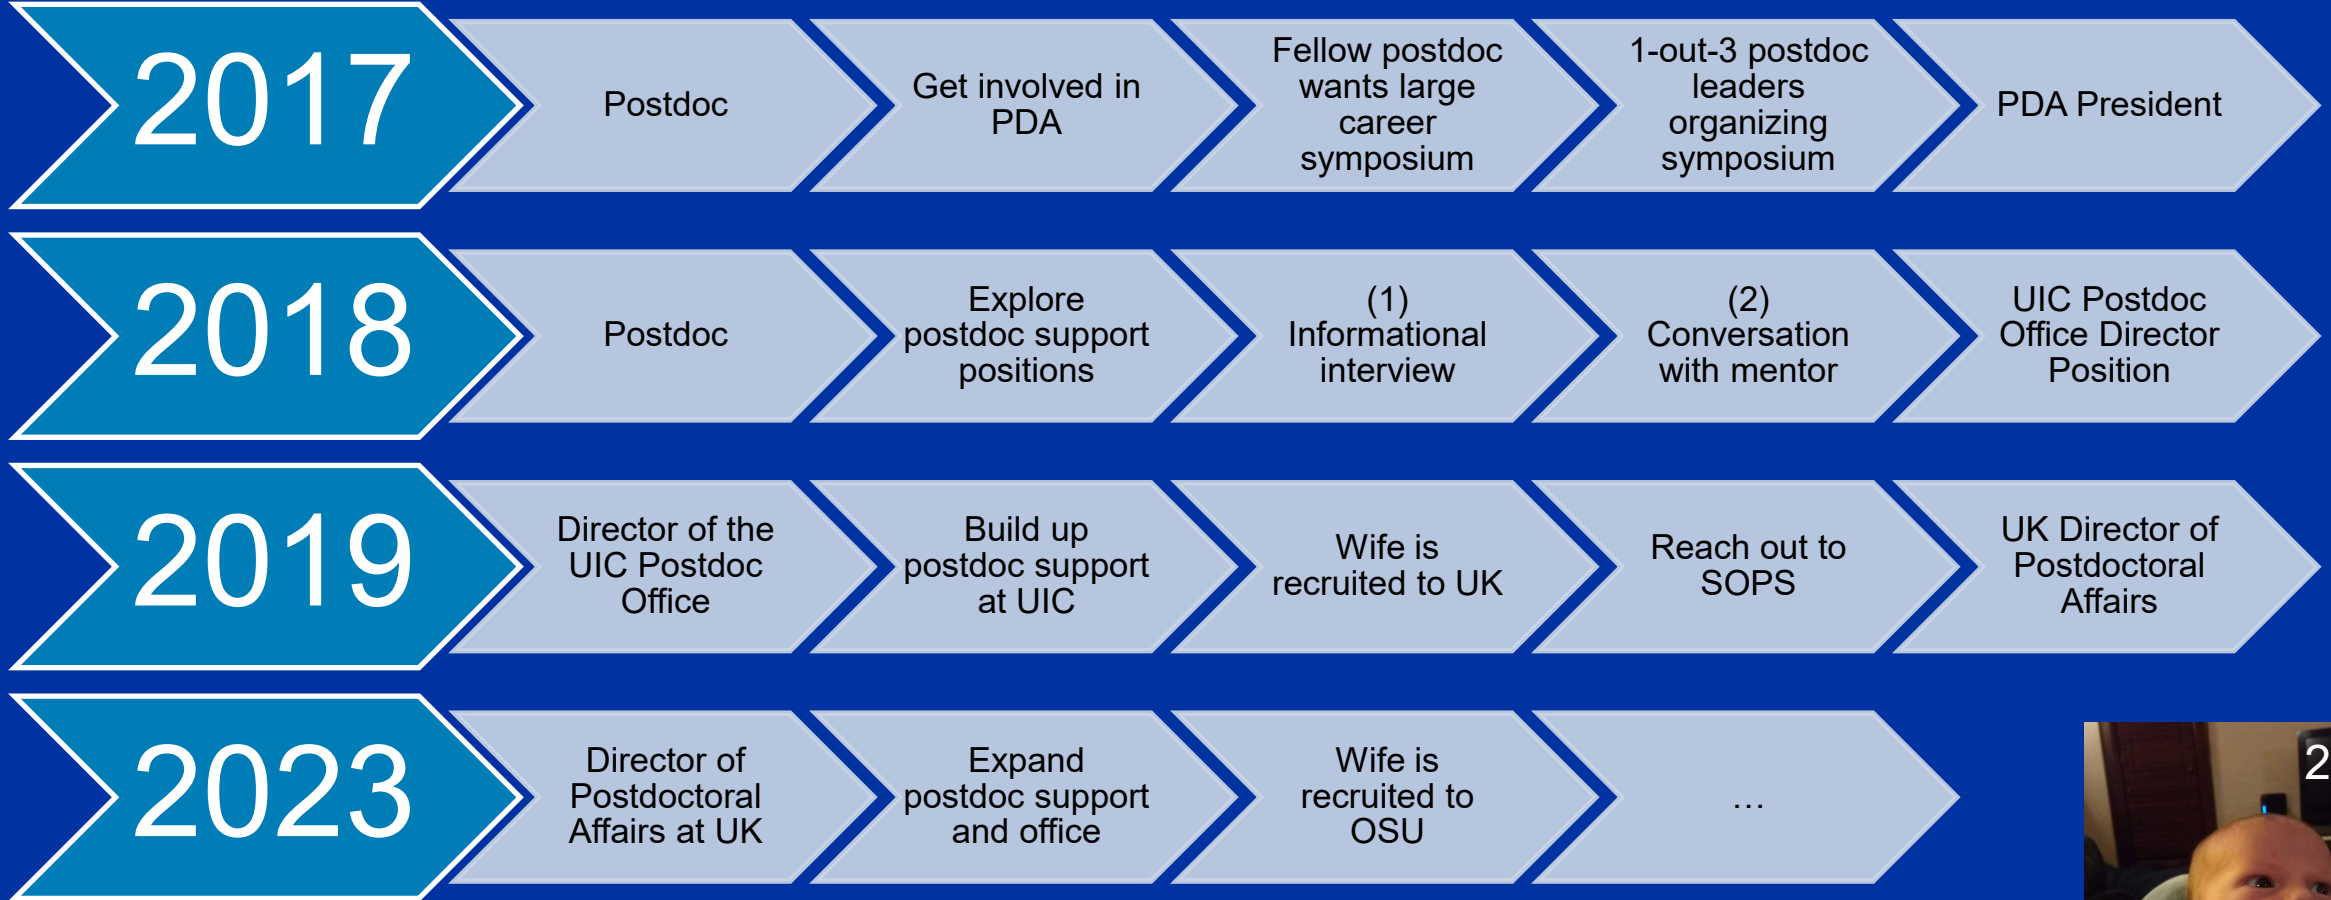 2017
Postdoc
Get involved in
PDA
Fellow postdoc
wants large
career
symposium
1-out-3 postdoc
leaders
organizing
symposium
PDA President
2018
Postdoc
Explore
postdoc support
positions
(1)
Informational
interview
(2)
Conversation
with mentor
UIC Postdoc
Office Director
Position
2019
Director of the
UIC Postdoc
Office
Build up
postdoc support
at UIC
Wife is
recruited to UK
Reach out to
SOPS
UK Director of
Postdoctoral
Affairs
2023
Director of
Postdoctoral
Affairs at UK
Expand
postdoc support
and office
Wife is
recruited to
OSU
…
2